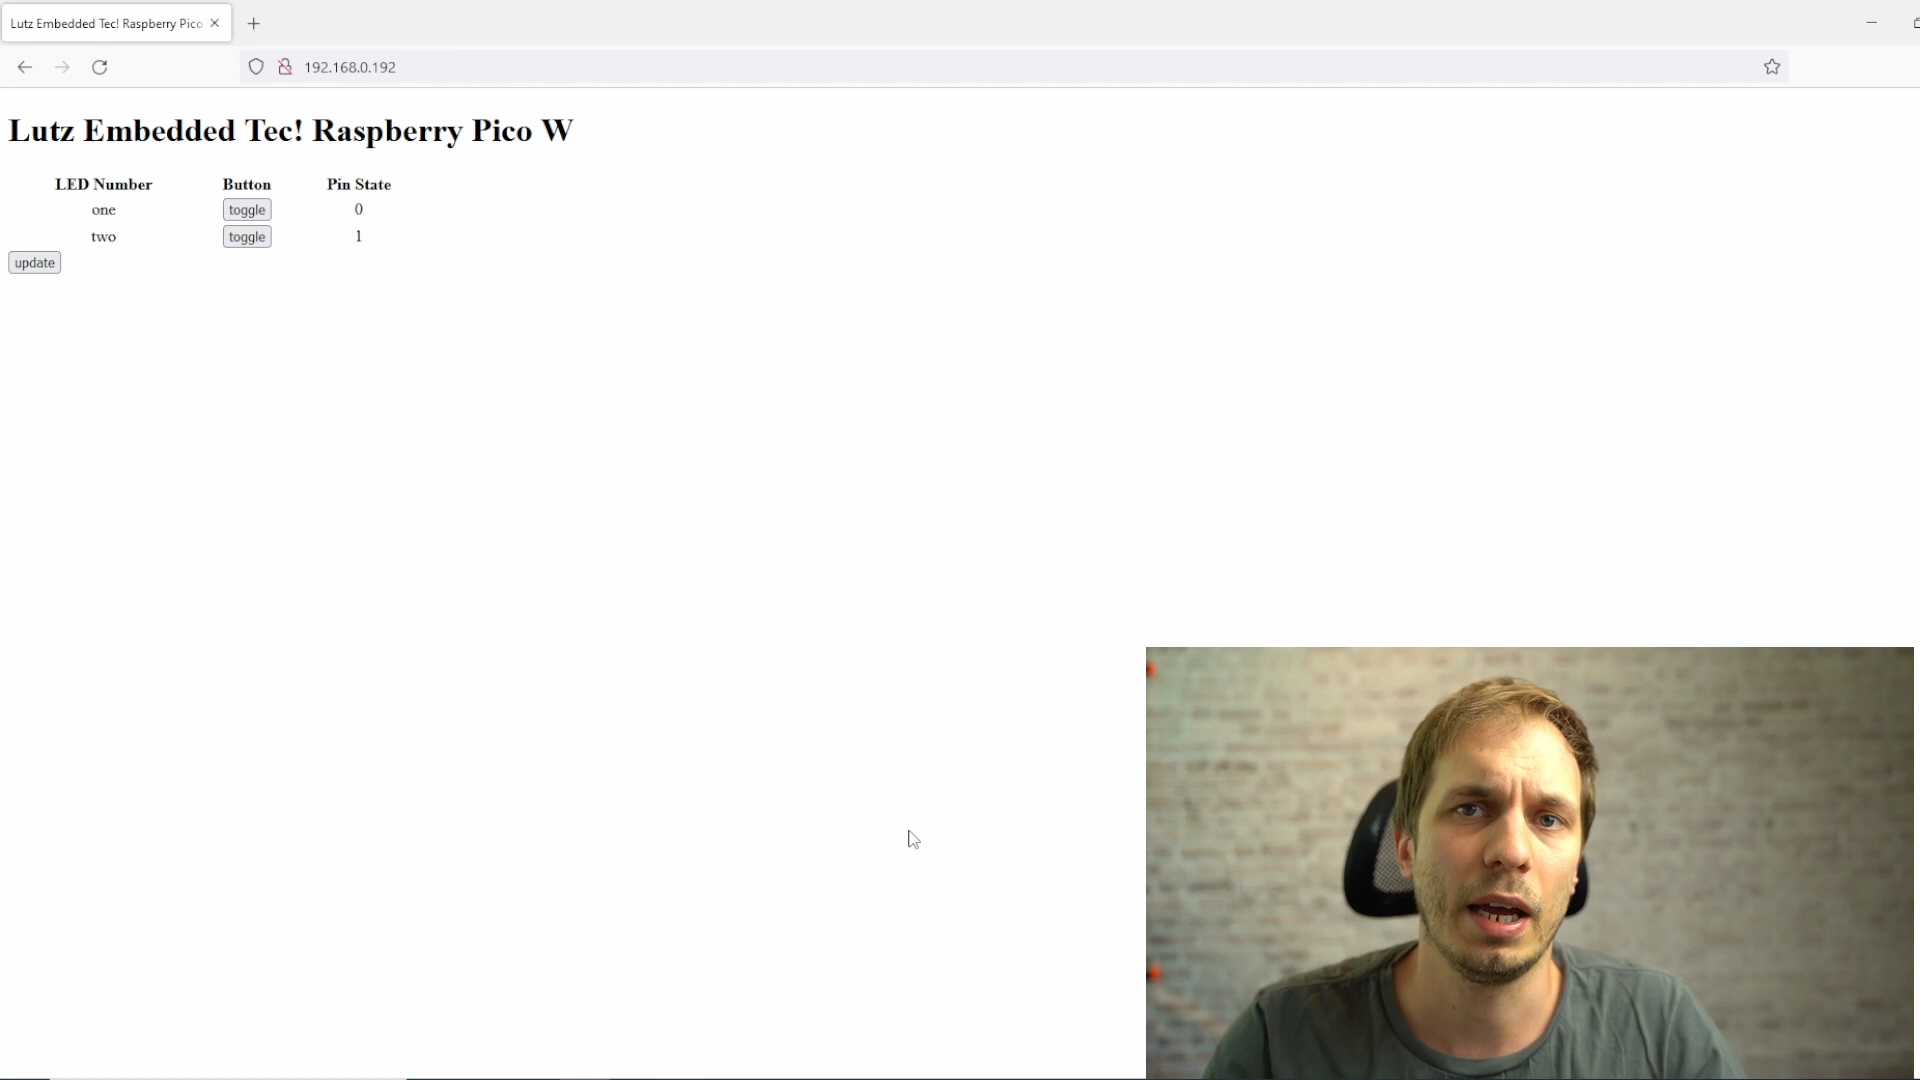 Lutz Embedded Tec! Raspberry Pico
192.168.0.192
Lutz Embedded Tec! Raspberry Pico W
LED Number Button Pin State
one toggle 0
two toggle 1
update